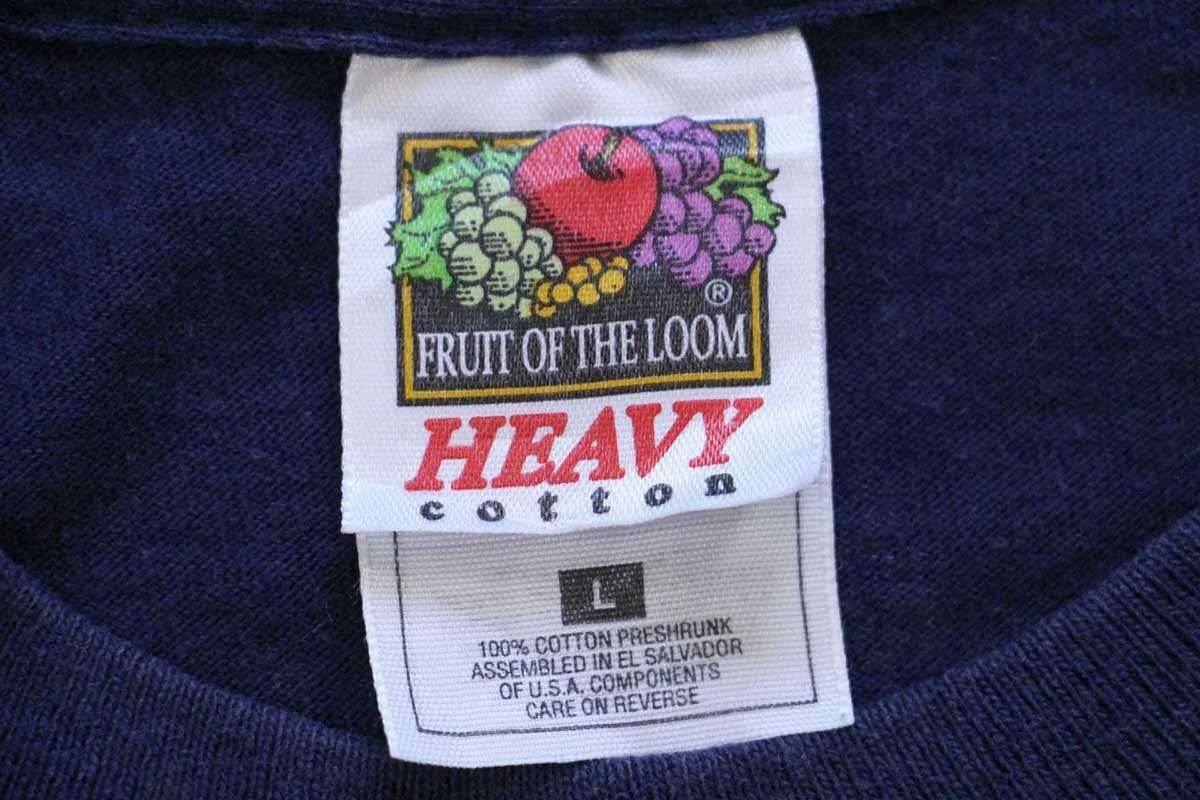 ®
FRUIT OF THE LOOM
HEAVY
cotton
L
100% COTTON PRESHRUNK
ASSEMBLED IN EL SALVADOR
OF U.S.A. COMPONENTS
CARE ON REVERSE